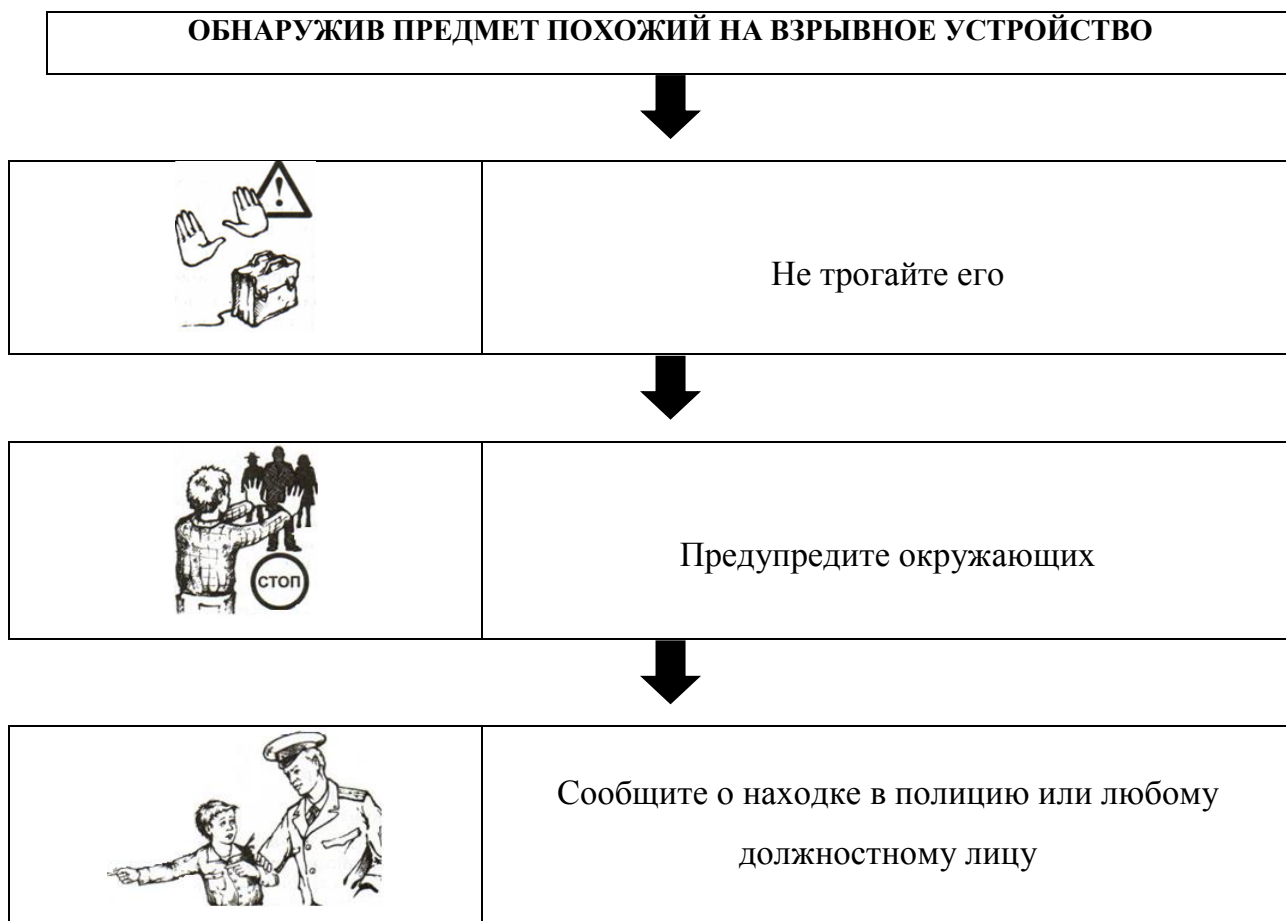 ОБНАРУЖИВ ПРЕДМЕТ ПОХОЖИЙ НА ВЗРЫВНОЕ УСТРОЙСТВО
!
Не трогайте его
СТОП
Предупредите окружающих
Сообщите о находке в полицию или любому
должностному лицу